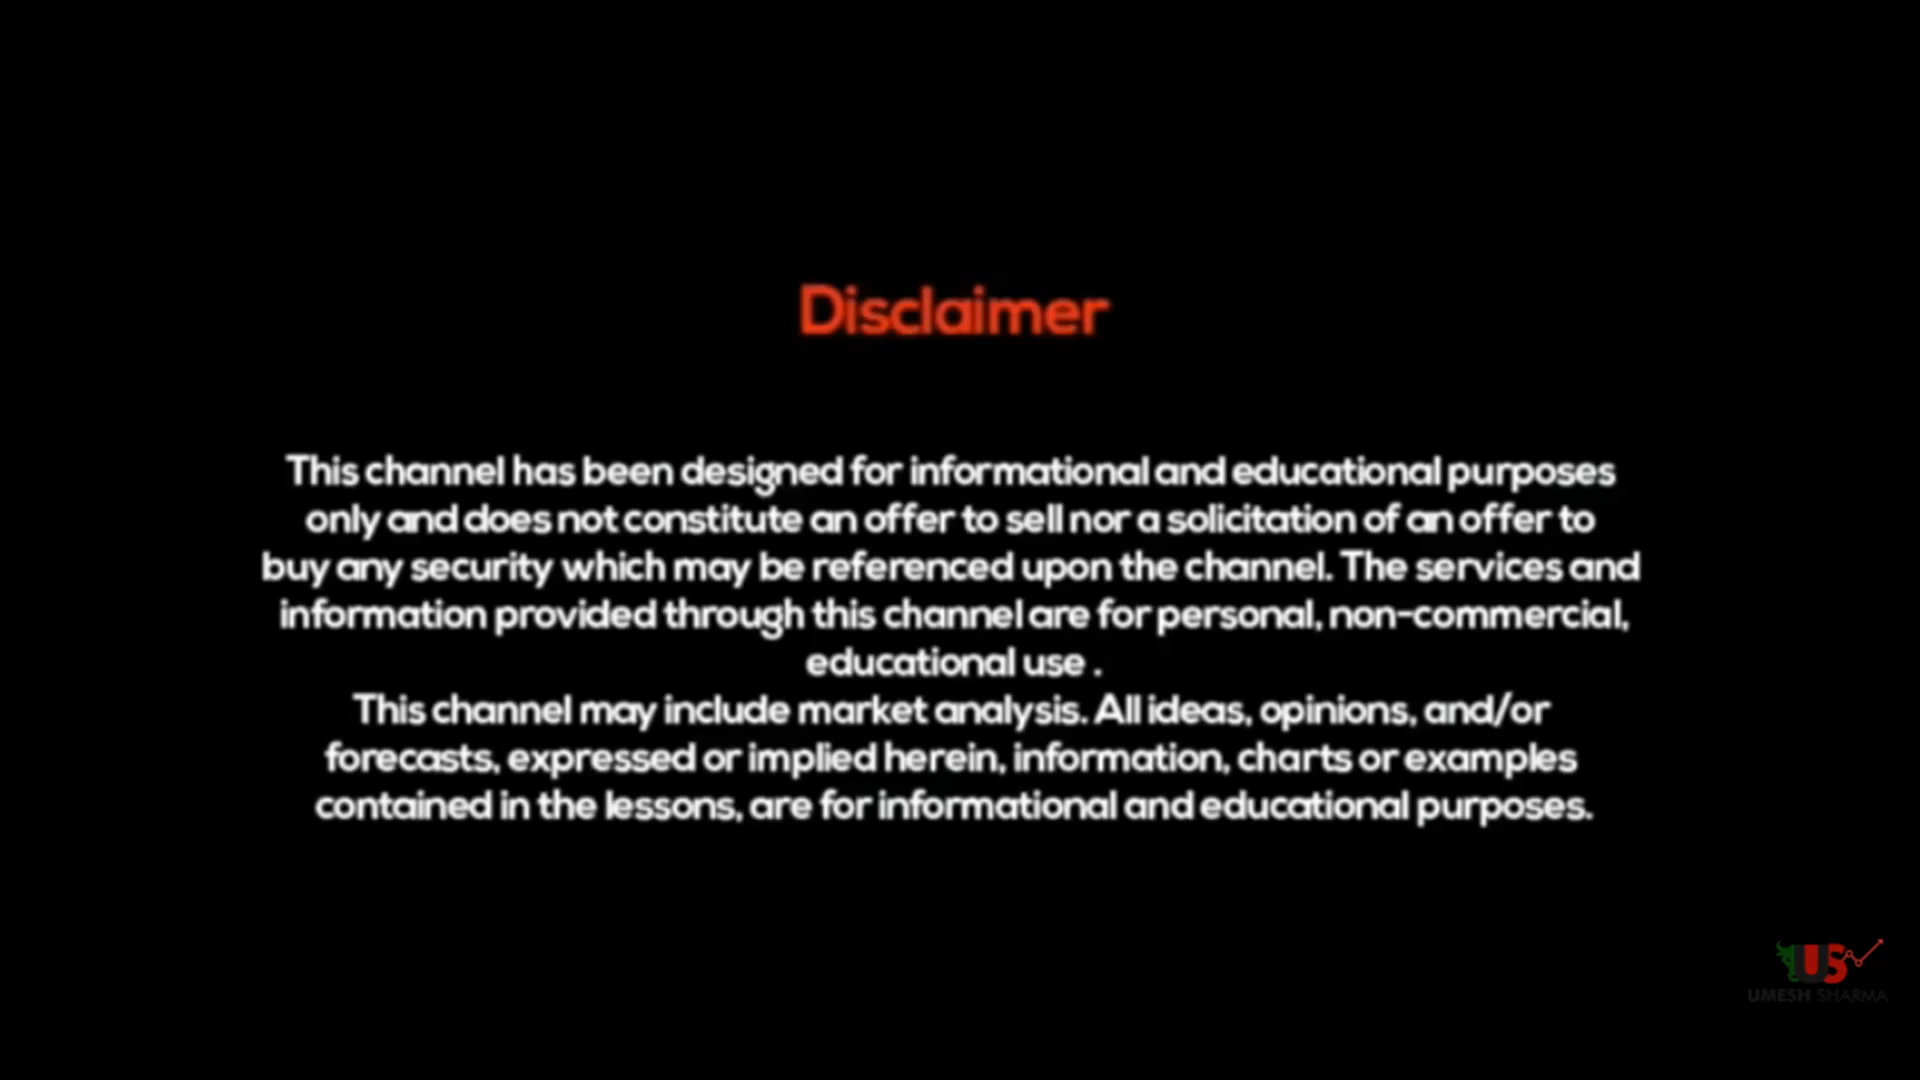 Disclaimer
This channel has been designed for informational and educational purposes
only and does not constitute an offer to sell nor a solicitation of an offer to
buy any security which may be referenced upon the channel. The services and
information provided through this channel are for personal, non-commercial,
educational use .
This channel may include market analysis. All ideas, opinions, and/or
forecasts, expressed or implied herein, information, charts or examples
contained in the lessons, are for informational and educational purposes.
US
UMESH SHARMA